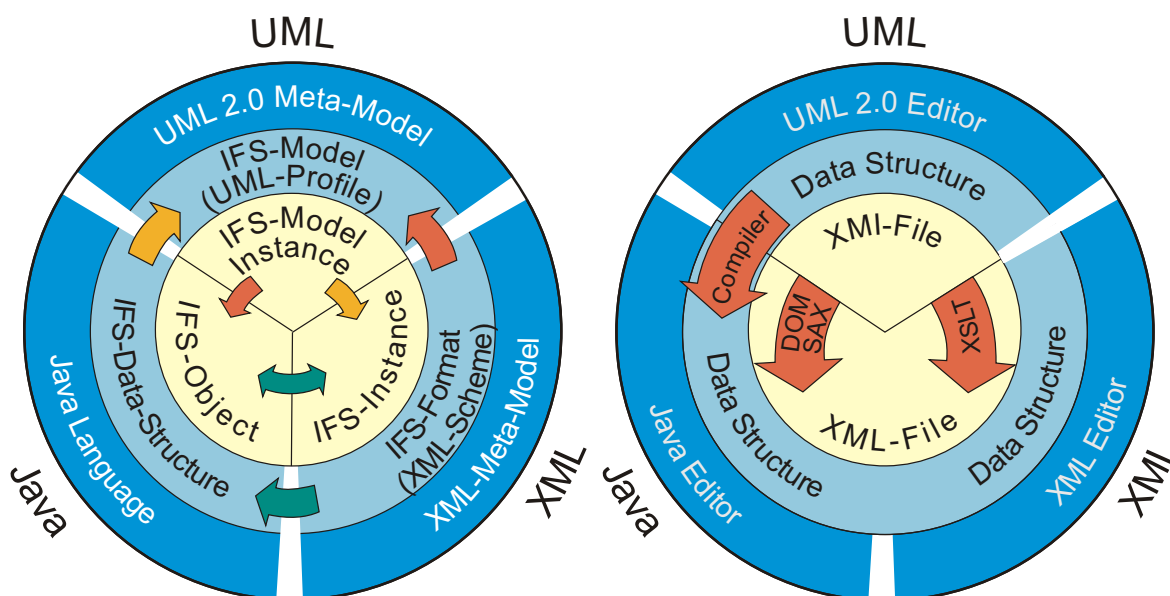 UML
UML 2.0 Meta-Model
IFS-Model
(UML-Profile)
IFS-Model
Instance
IFS-Object
IFS-Instance
IFS-Data-Structure
IFS-Format
(XML-Scheme)
Java Language
XML-Meta-Model
Java
XML
UML
UML 2.0 Editor
Data Structure
XMI-File
Compiler
DOM
SAX
XSLT
XML-File
Data Structure
Data Structure
Java Editor
XML Editor
Java
XMI